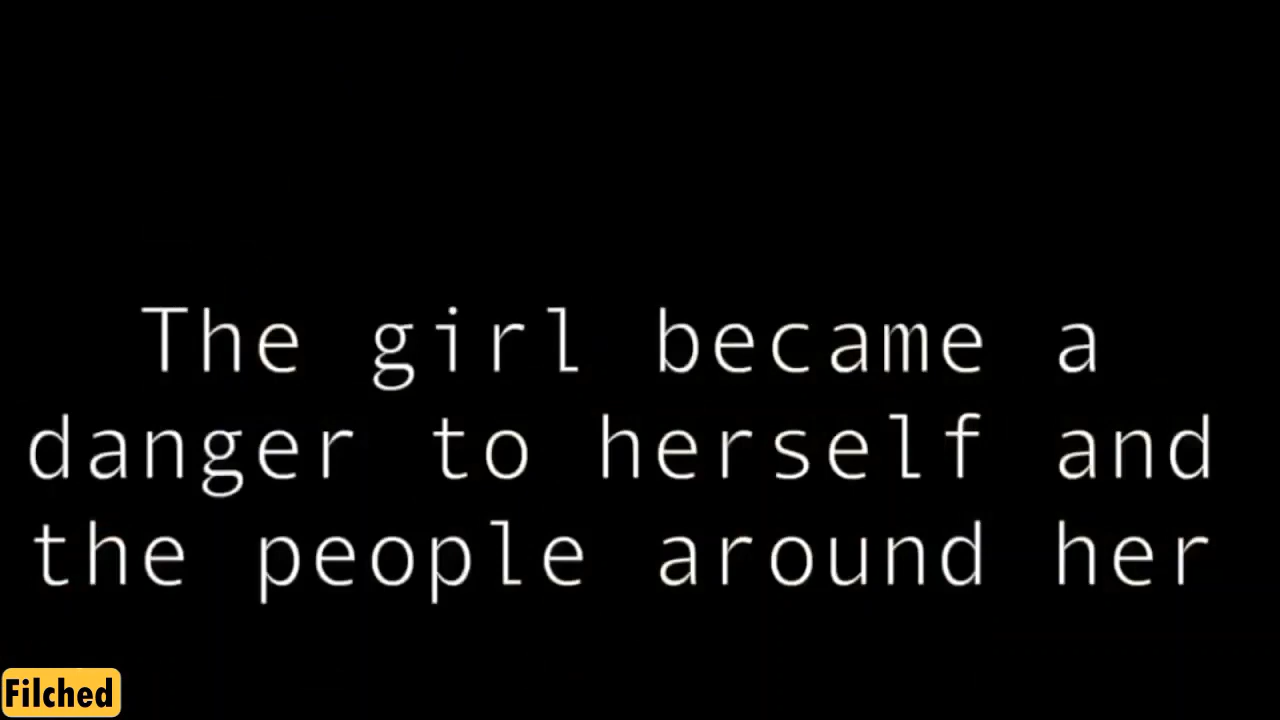 The girl became a
danger to herself and
the people around her
Filched